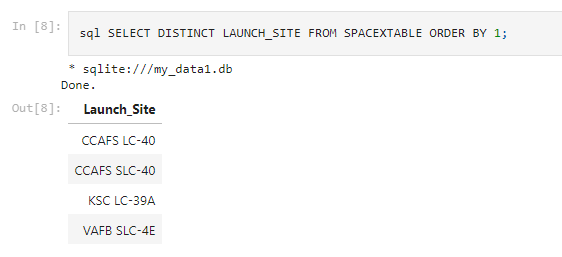 In [8]: sql SELECT DISTINCT LAUNCH_SITE FROM SPACEXTABLE ORDER BY 1;
* sqlite:///my_data1.db
Done.
Out[8]: Launch_Site
CCAFS LC-40
CCAFS SLC-40
KSC LC-39A
VAFB SLC-4E